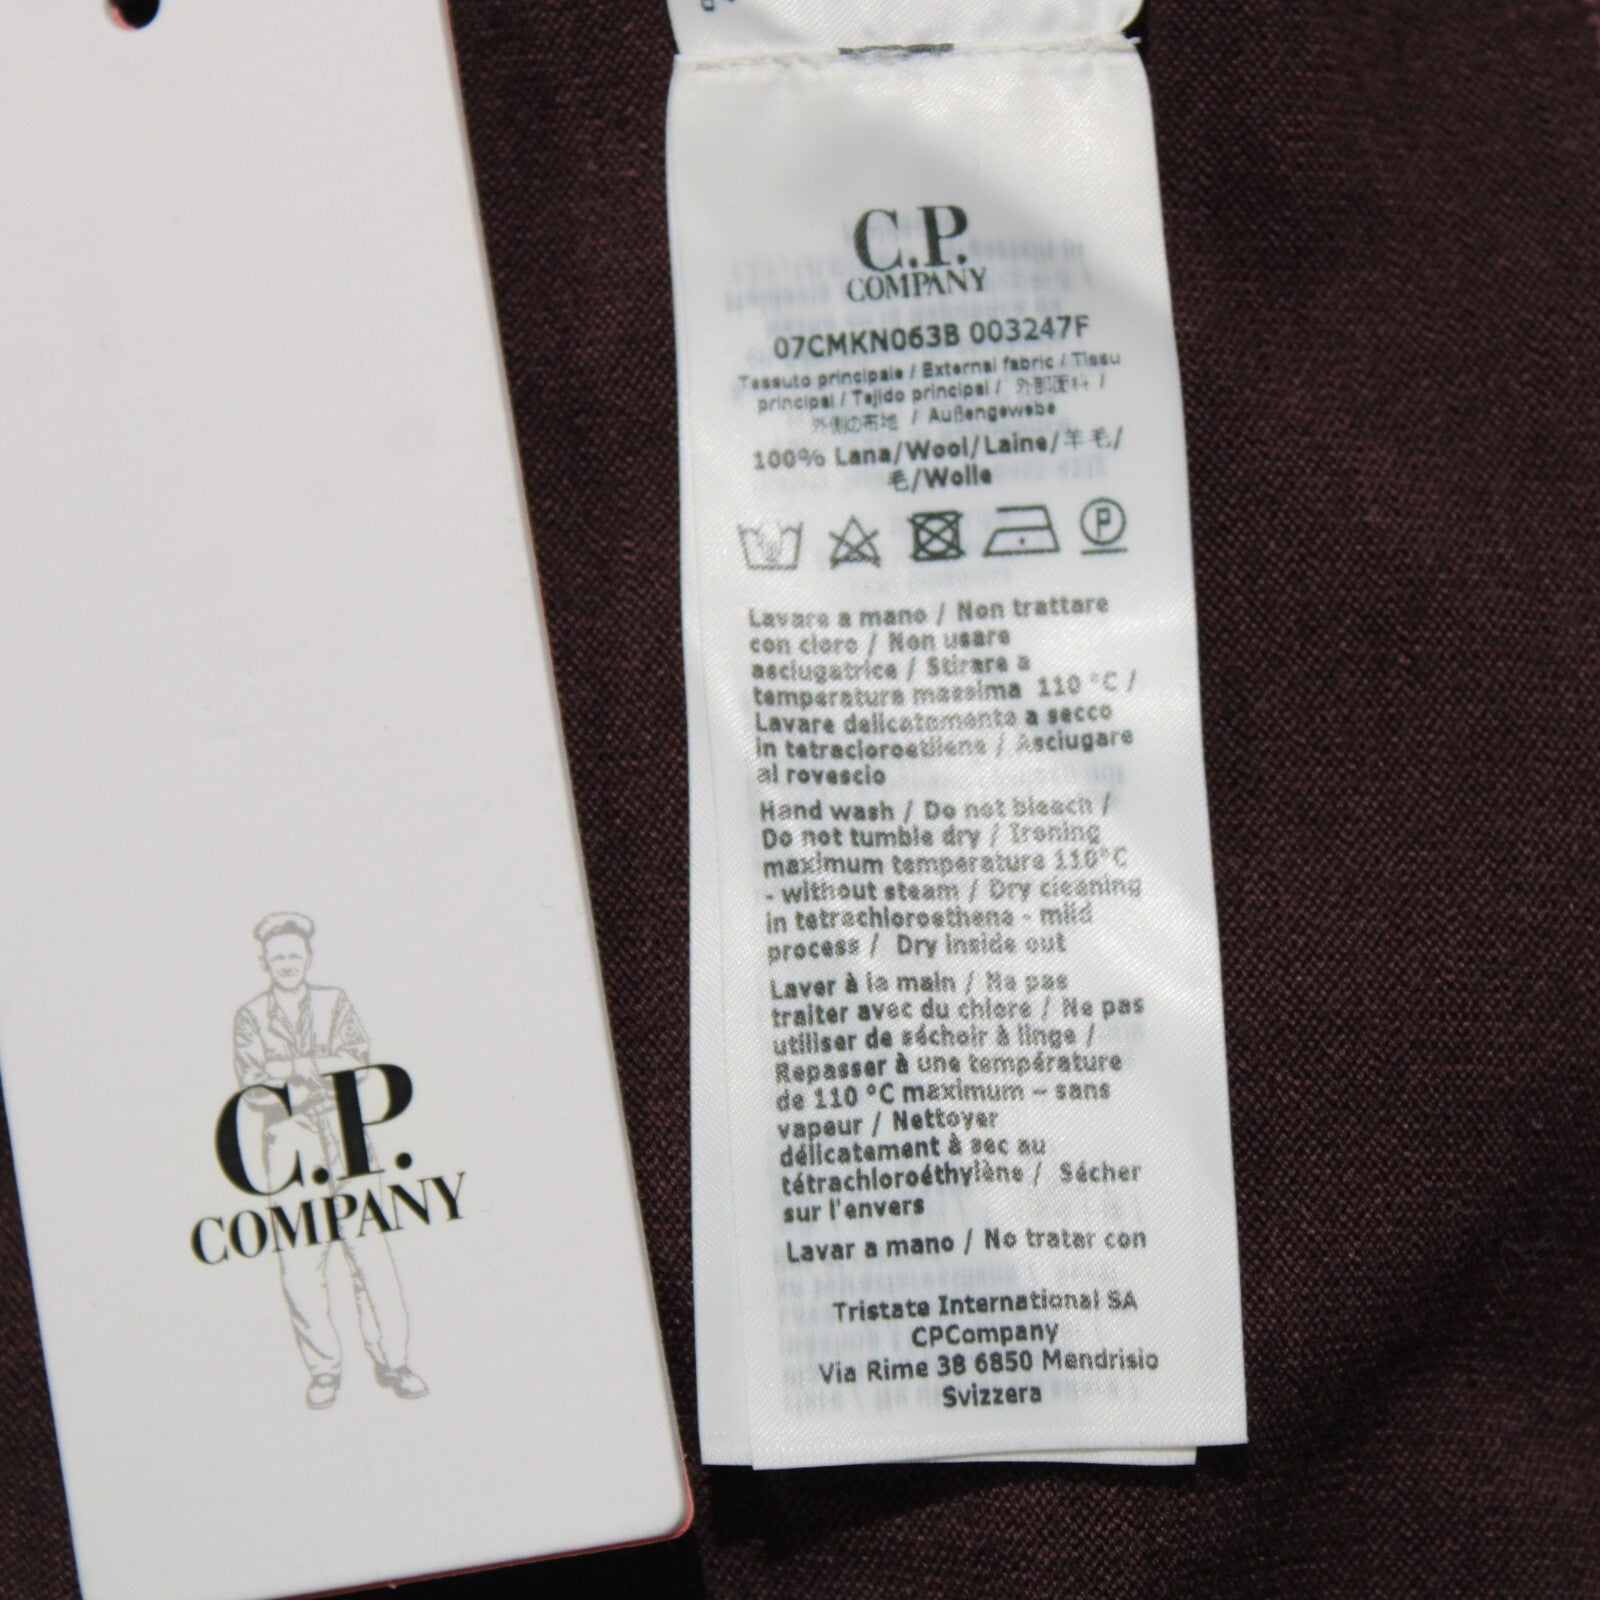 C.P.
COMPANY
C.P.
COMPANY
07CMKN063B 003247F
Tessuto principale / External fabric / Tissu
principal / Tejido principal / 外部面料 /
外側の布地 / Außengewebe
100% Lana/Wool/Laine/羊毛/
毛/Wolle
P
Lavare a mano / Non trattare
con cloro / Non usare
asciugatrice / Stirare a
temperatura massima 110 °C /
Lavare delicatamente a secco
in tetracloroetilene / Asciugare
al rovescio
Hand wash / Do not bleach /
Do not tumble dry / Ironing
maximum temperature 110°C
- without steam / Dry cleaning
in tetrachloroethene - mild
process / Dry inside out
Laver à la main / Ne pas
traiter avec du chlore / Ne pas
utiliser de séchoir à linge /
Repasser à une température
de 110 °C maximum – sans
vapeur / Nettoyer
délicatement à sec au
tétrachloroéthylène / Sécher
sur l'envers
Lavar a mano / No tratar con
Tristate International SA
CPCompany
Via Rime 38 6850 Mendrisio
Svizzera